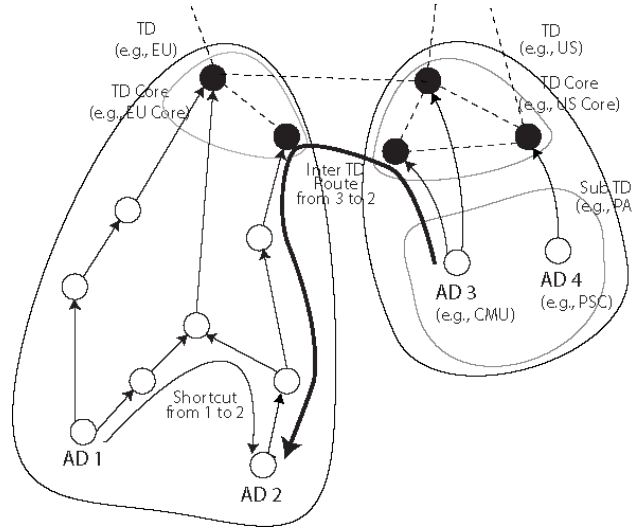 TD
(e.g., EU)
TD Core
(e.g., EU Core)
TD
(e.g., US)
TD Core
(e.g., US Core)
Inter TD
Router
from 3 to 2
Sub TD
(e.g., PA
AD 3
(e.g., CMU)
AD 4
(e.g., PSC)
Shortcut
from 1 to 2
AD 1
AD 2